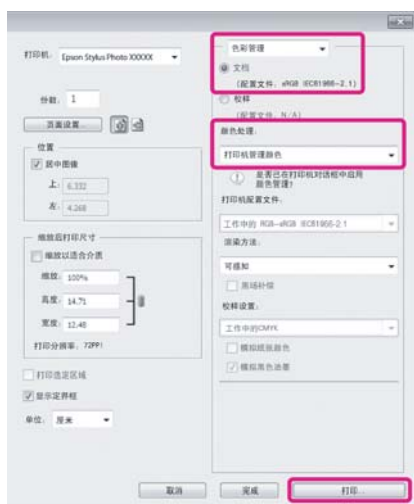 打印机: Epson Stylus Photo XXXXX
份数: 1
页面设置...
位置
居中图像
上: 6.332
左: 4.268
缩放后打印尺寸
缩放以适合介质
缩放: 100%
高度: 14.71
宽度: 12.48
打印分辨率: 72PPI
打印选定区域
显示定界框
单位: 厘米
色彩管理
文档
(配置文件: sRGB IEC61966-2.1)
校样
(配置文件: N/A)
颜色处理:
打印机管理颜色
是否已在打印机对话框中启用
颜色管理?
打印机配置文件:
工作中的 RGB-sRGB IEC61966-2.1
渲染方法:
可感知
黑场补偿
校样设置:
工作中的CMYK
模拟纸张颜色
模拟黑色油墨
取消
完成
打印...